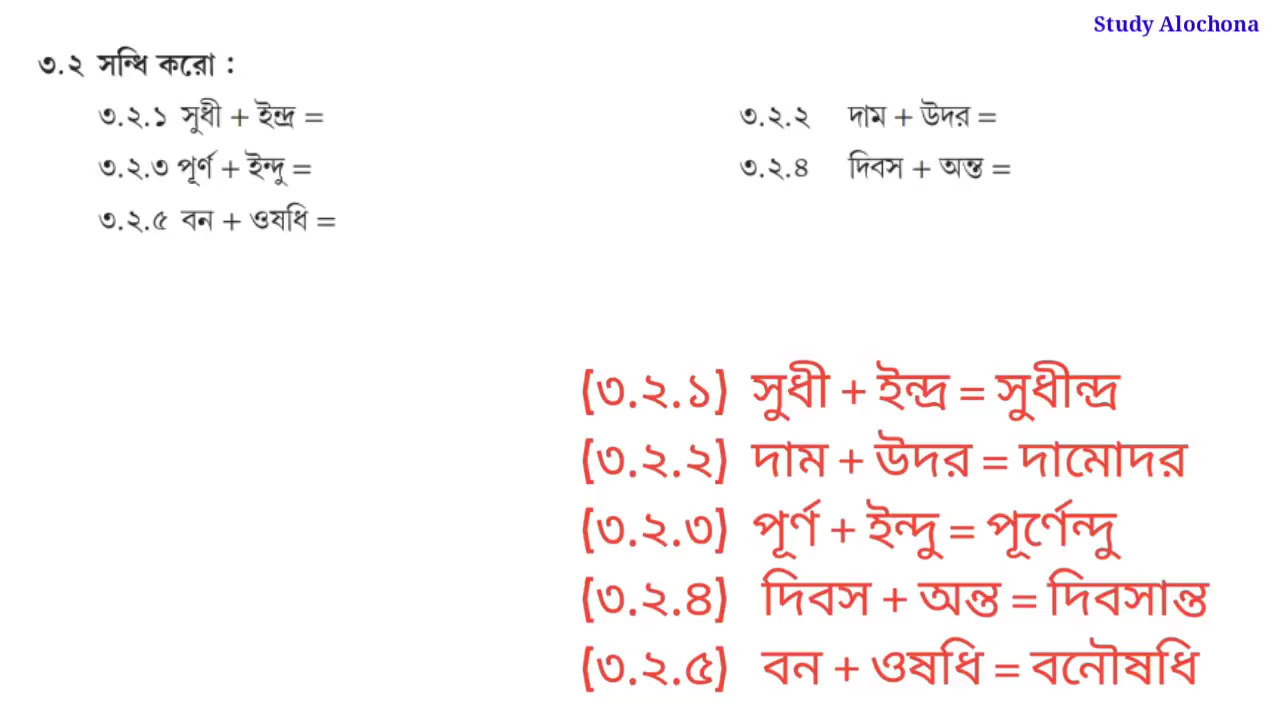 Study Alochona
৩.২ সন্ধি করো :
৩.২.১ সুধী + ইন্দ্র = ৩.২.২ দাম + উদর =
৩.২.৩ পূর্ণ + ইন্দু = ৩.২.৪ দিবস + অন্ত =
৩.২.৫ বন + ওষধি =
(৩.২.১) সুধী + ইন্দ্র = সুধীন্দ্র
(৩.২.২) দাম + উদর = দামোদর
(৩.২.৩) পূর্ণ + ইন্দু = পূর্ণেন্দু
(৩.২.৪) দিবস + অন্ত = দিবসান্ত
(৩.২.৫) বন + ওষধি = বনৌষধি